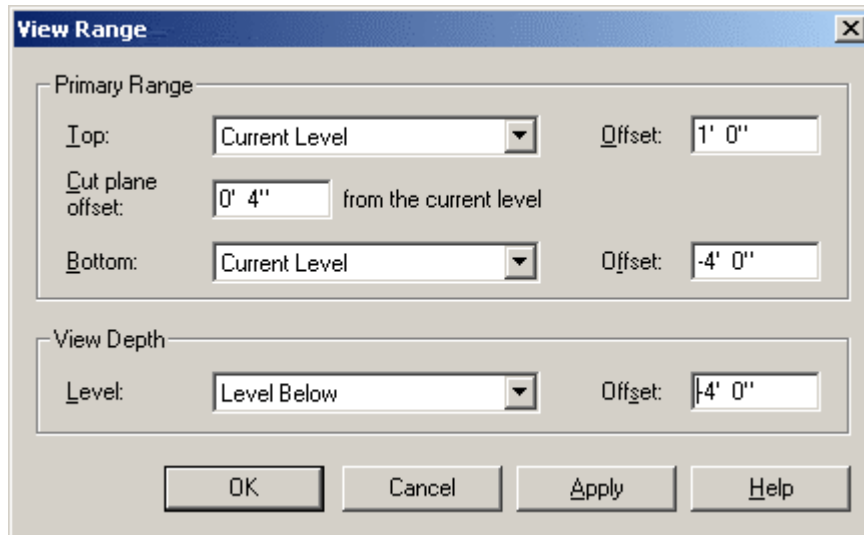 View Range
Primary Range
Top: Current Level Offset: 1' 0"
Cut plane offset: 0' 4" from the current level
Bottom: Current Level Offset: -4' 0"
View Depth
Level: Level Below Offset: -4' 0"
OK Cancel Apply Help